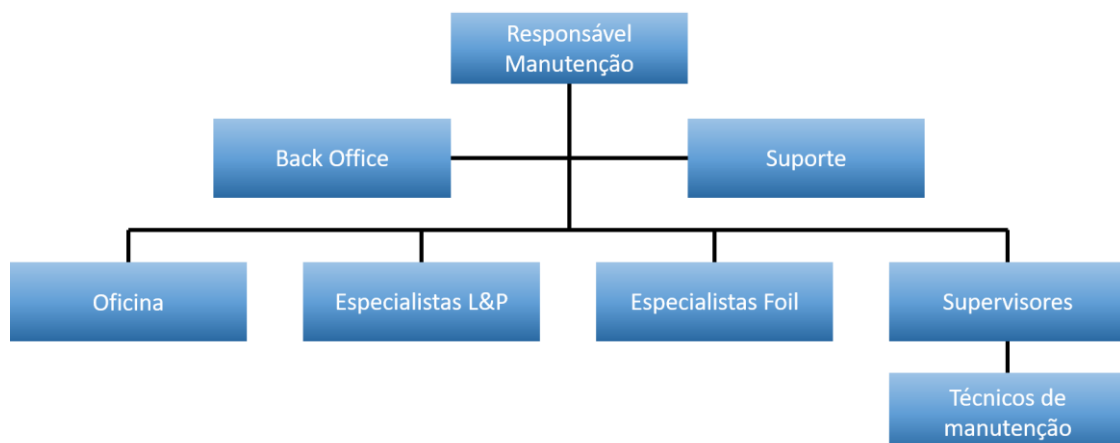 Responsável
Manutenção
Back Office
Suporte
Oficina
Especialistas L&P
Especialistas Foil
Supervisores
Técnicos de
manutenção